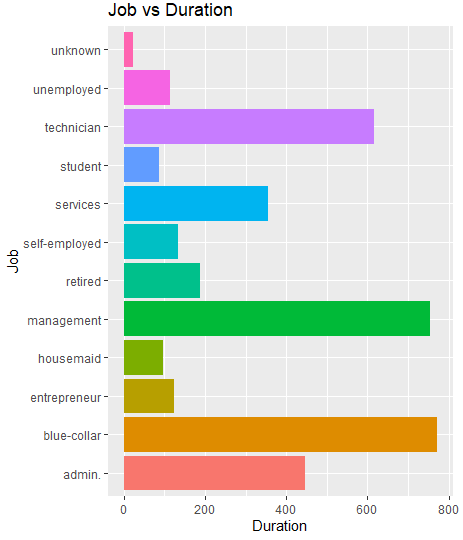 Job vs Duration
unknown
unemployed
technician
student
services
self-employed
retired
management
housemaid
entrepreneur
blue-collar
admin.
Job
0 200 400 600 800
Duration